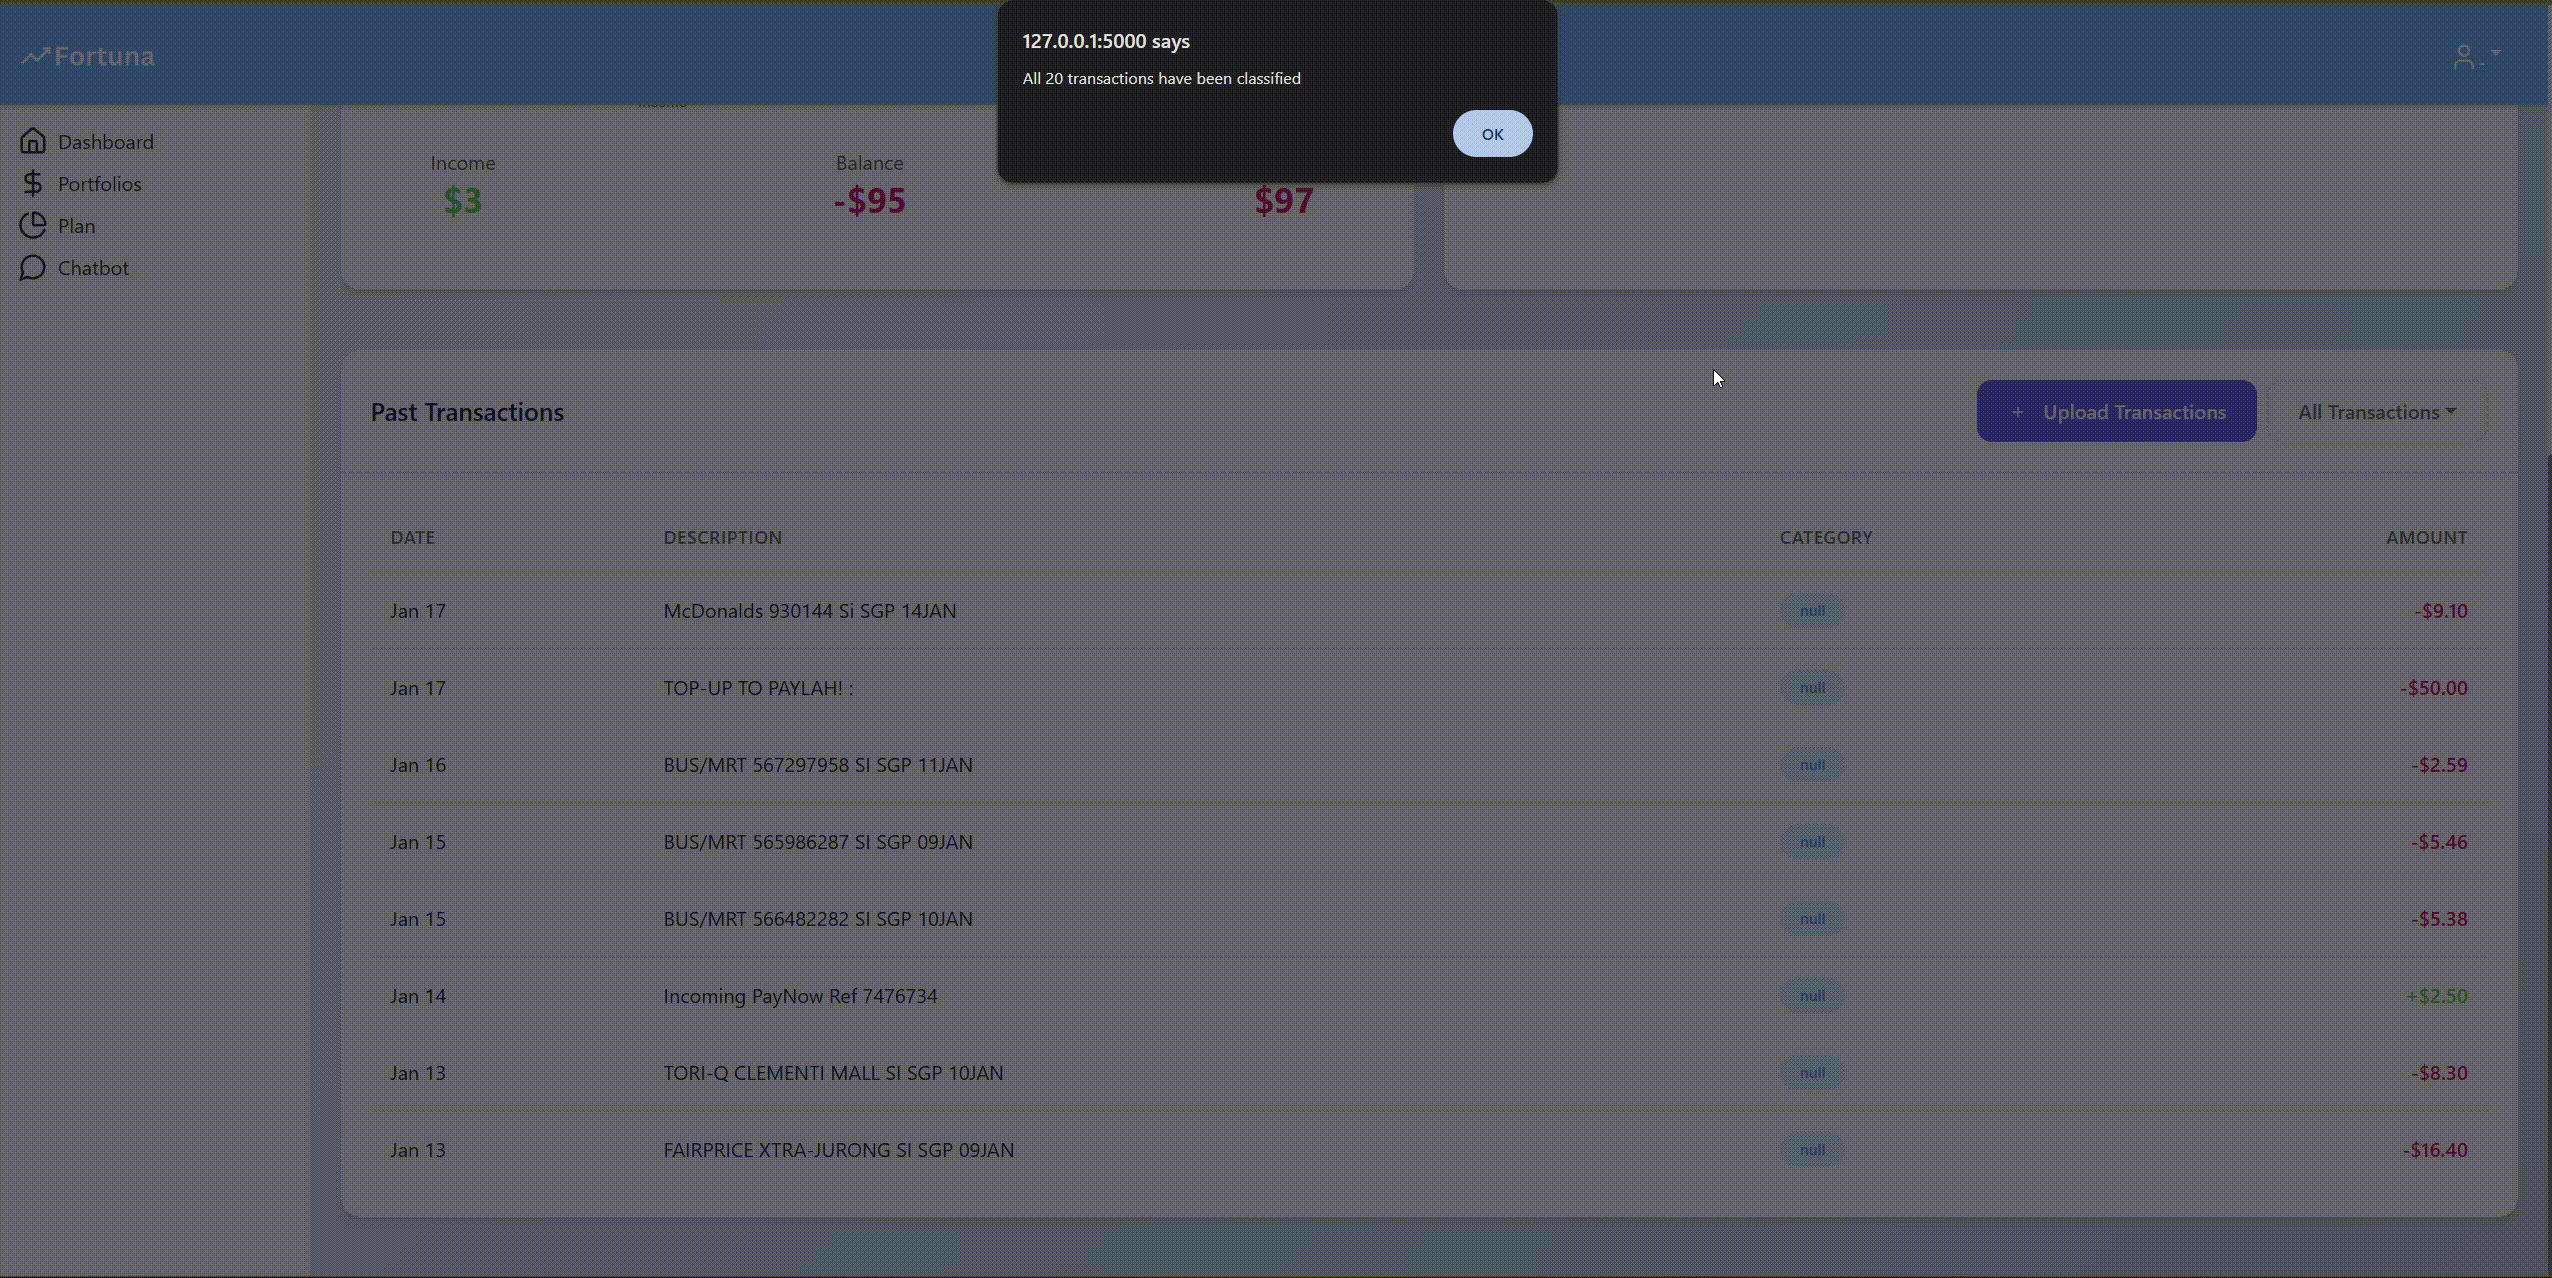 127.0.0.1:5000 says
All 20 transactions have been classified
OK
Fortuna
Dashboard
Portfolios
Plan
Chatbot
Income
Income
$3
Balance
-$95
$97
Past Transactions
+ Upload Transactions
All Transactions
DATE DESCRIPTION CATEGORY AMOUNT
Jan 17 McDonalds 930144 Si SGP 14JAN null -$9.10
Jan 17 TOP-UP TO PAYLAH! : null -$50.00
Jan 16 BUS/MRT 567297958 SI SGP 11JAN null -$2.59
Jan 15 BUS/MRT 565986287 SI SGP 09JAN null -$5.46
Jan 15 BUS/MRT 566482282 SI SGP 10JAN null -$5.38
Jan 14 Incoming PayNow Ref 7476734 null +$2.50
Jan 13 TORI-Q CLEMENTI MALL SI SGP 10JAN null -$8.30
Jan 13 FAIRPRICE XTRA-JURONG SI SGP 09JAN null -$16.40